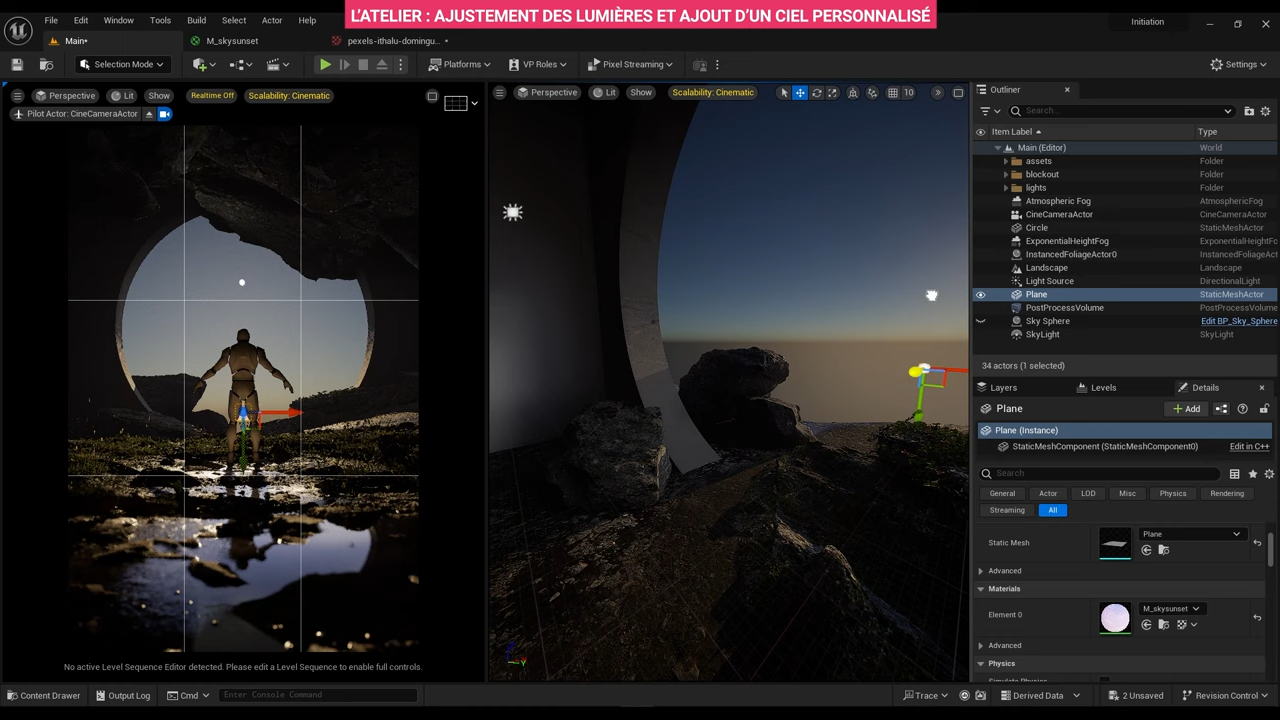 L’ATELIER : AJUSTEMENT DES LUMIÈRES ET AJOUT D’UN CIEL PERSONNALISÉ
File Edit Window Tools Build Select Actor Help
Initiation
Main•
M_skysunset
pexels-ithalu-domingu... •
Selection Mode
Platforms
VP Roles
Pixel Streaming
Settings
Perspective Lit Show Realtime Off Scalability: Cinematic
Pilot Actor: CineCameraActor
Perspective Lit Show Scalability: Cinematic
10
Outliner
Search...
Item Label Type
Main (Editor) World
assets Folder
blockout Folder
lights Folder
Atmospheric Fog AtmosphericFog
CineCameraActor CineCameraActor
Circle StaticMeshActor
ExponentialHeightFog ExponentialHeightFo
InstancedFoliageActor0 InstancedFoliageAct
Landscape Landscape
Light Source DirectionalLight
Plane StaticMeshActor
PostProcessVolume PostProcessVolume
Sky Sphere Edit BP_Sky_Sphere
SkyLight SkyLight
34 actors (1 selected)
Layers Levels Details
Plane
Add
Plane (Instance)
StaticMeshComponent (StaticMeshComponent0) Edit in C++
Search
General Actor LOD Misc Physics Rendering
Streaming All
Static Mesh Plane
Advanced
Materials
Element 0 M_skysunset
Advanced
Physics
Simulate Physics
No active Level Sequence Editor detected. Please edit a Level Sequence to enable full controls.
Content Drawer Output Log Cmd Enter Console Command Trace Derived Data 2 Unsaved Revision Control